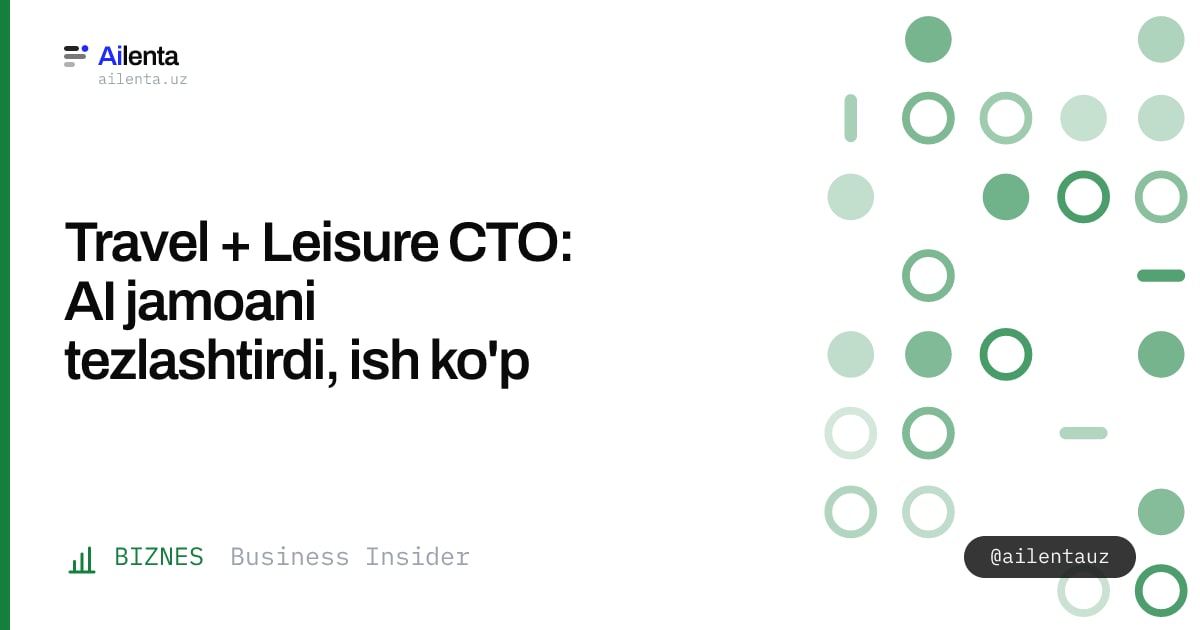 Ailenta
ailenta.uz
Travel + Leisure CTO:
AI jamoani
tezlashtirdi, ish ko'p
BIZNES Business Insider
@ailentauz